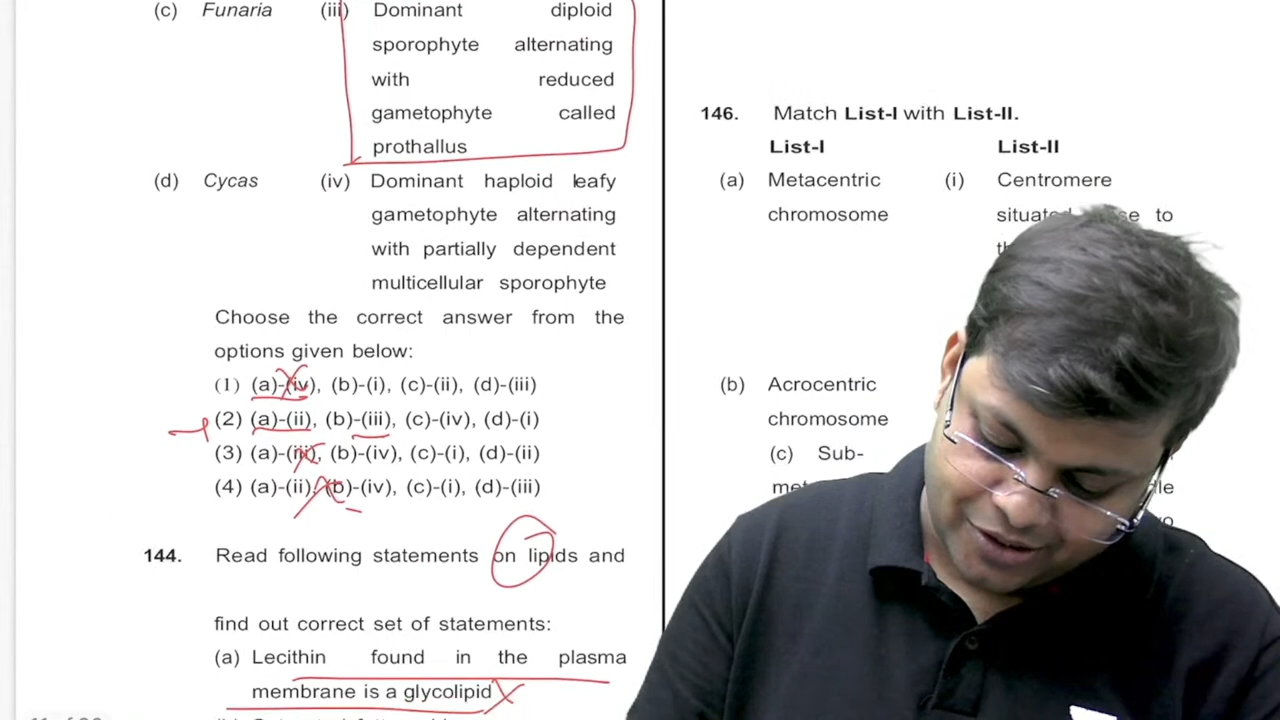 (c) Funaria (iii) Dominant diploid
sporophyte alternating
with reduced
gametophyte called
prothallus
(d) Cycas (iv) Dominant haploid leafy
gametophyte alternating
with partially dependent
multicellular sporophyte
Choose the correct answer from the
options given below:
(1) (a)-(iv), (b)-(i), (c)-(ii), (d)-(iii)
(2) (a)-(ii), (b)-(iii), (c)-(iv), (d)-(i)
(3) (a)-(iii), (b)-(iv), (c)-(i), (d)-(ii)
(4) (a)-(ii), (b)-(iv), (c)-(i), (d)-(iii)
144. Read following statements on lipids and
find out correct set of statements:
(a) Lecithin found in the plasma
membrane is a glycolipid
146. Match List-I with List-II.
List-I List-II
(a) Metacentric (i) Centromere
chromosome to
(b) Acrocentric
chromosome
(c) Sub-